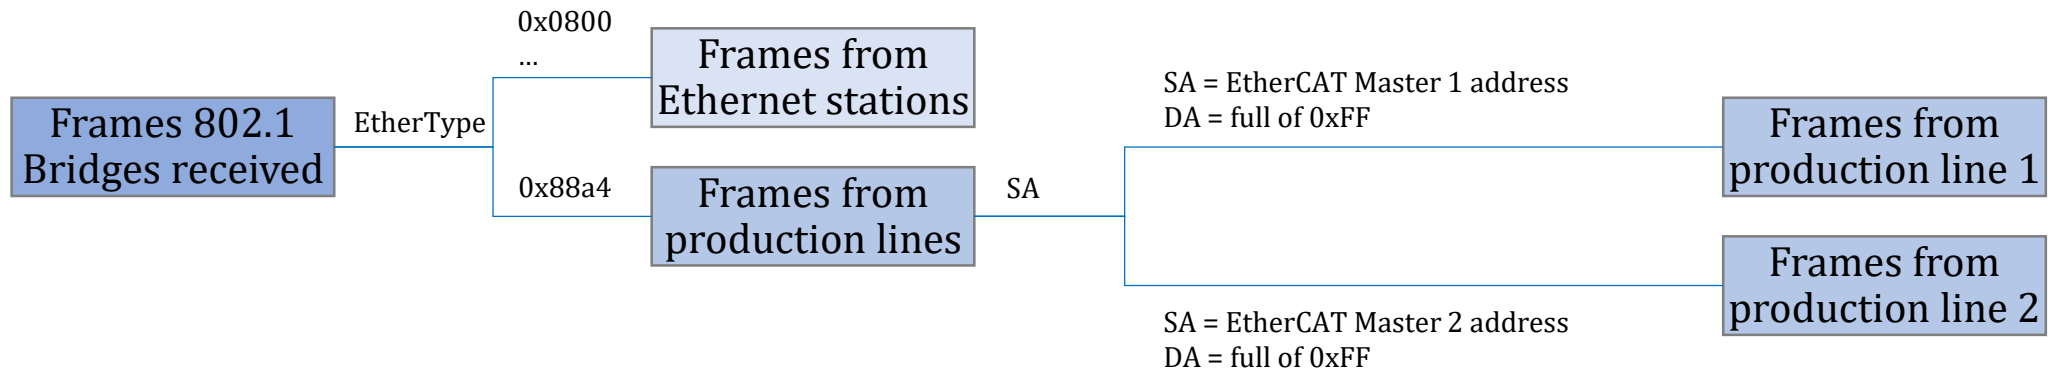 Frames 802.1
Bridges received
EtherType
0x0800
...
Frames from
Ethernet stations
0x88a4
Frames from
production lines
SA
SA = EtherCAT Master 1 address
DA = full of 0xFF
Frames from
production line 1
SA = EtherCAT Master 2 address
DA = full of 0xFF
Frames from
production line 2